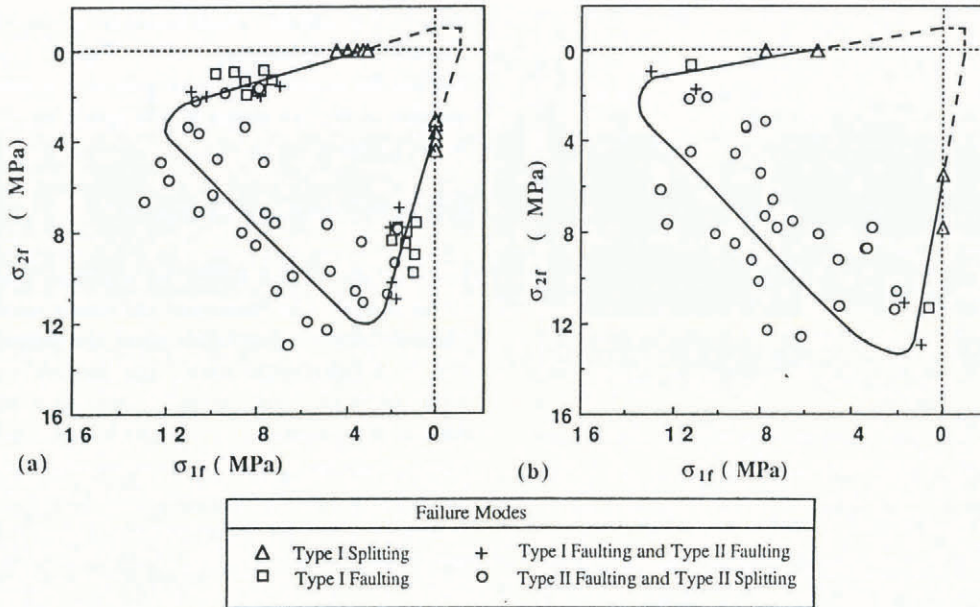 0
4
8
12
16
σ2f ( MPa)
16 12 8 4 0
(a) σ1f ( MPa)
0
4
8
12
16
σ2f ( MPa)
16 12 8 4 0
(b) σ1f ( MPa)
Failure Modes
Type I Splitting
Type I Faulting and Type II Faulting
Type I Faulting
Type II Faulting and Type II Splitting